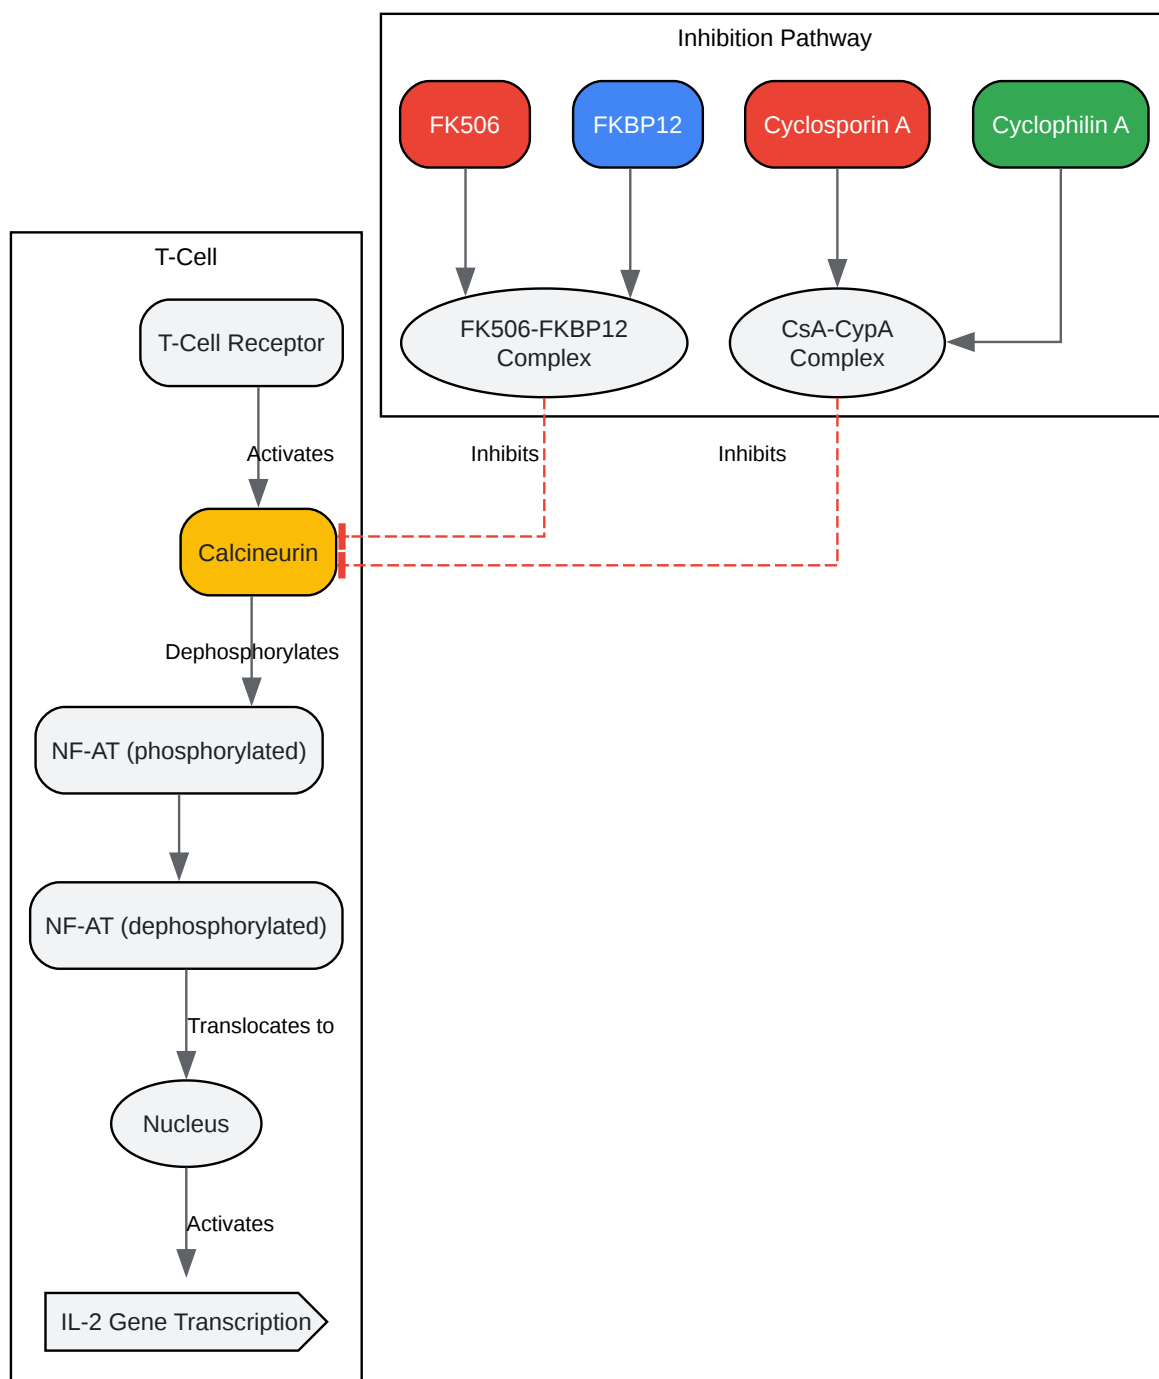 Inhibition Pathway
FK506
FKBP12
Cyclosporin A
Cyclophilin A
FK506-FKBP12
Complex
CsA-CypA
Complex
Inhibits
Inhibits
T-Cell
T-Cell Receptor
Activates
Calcineurin
Dephosphorylates
NF-AT (phosphorylated)
NF-AT (dephosphorylated)
Translocates to
Nucleus
Activates
IL-2 Gene Transcription